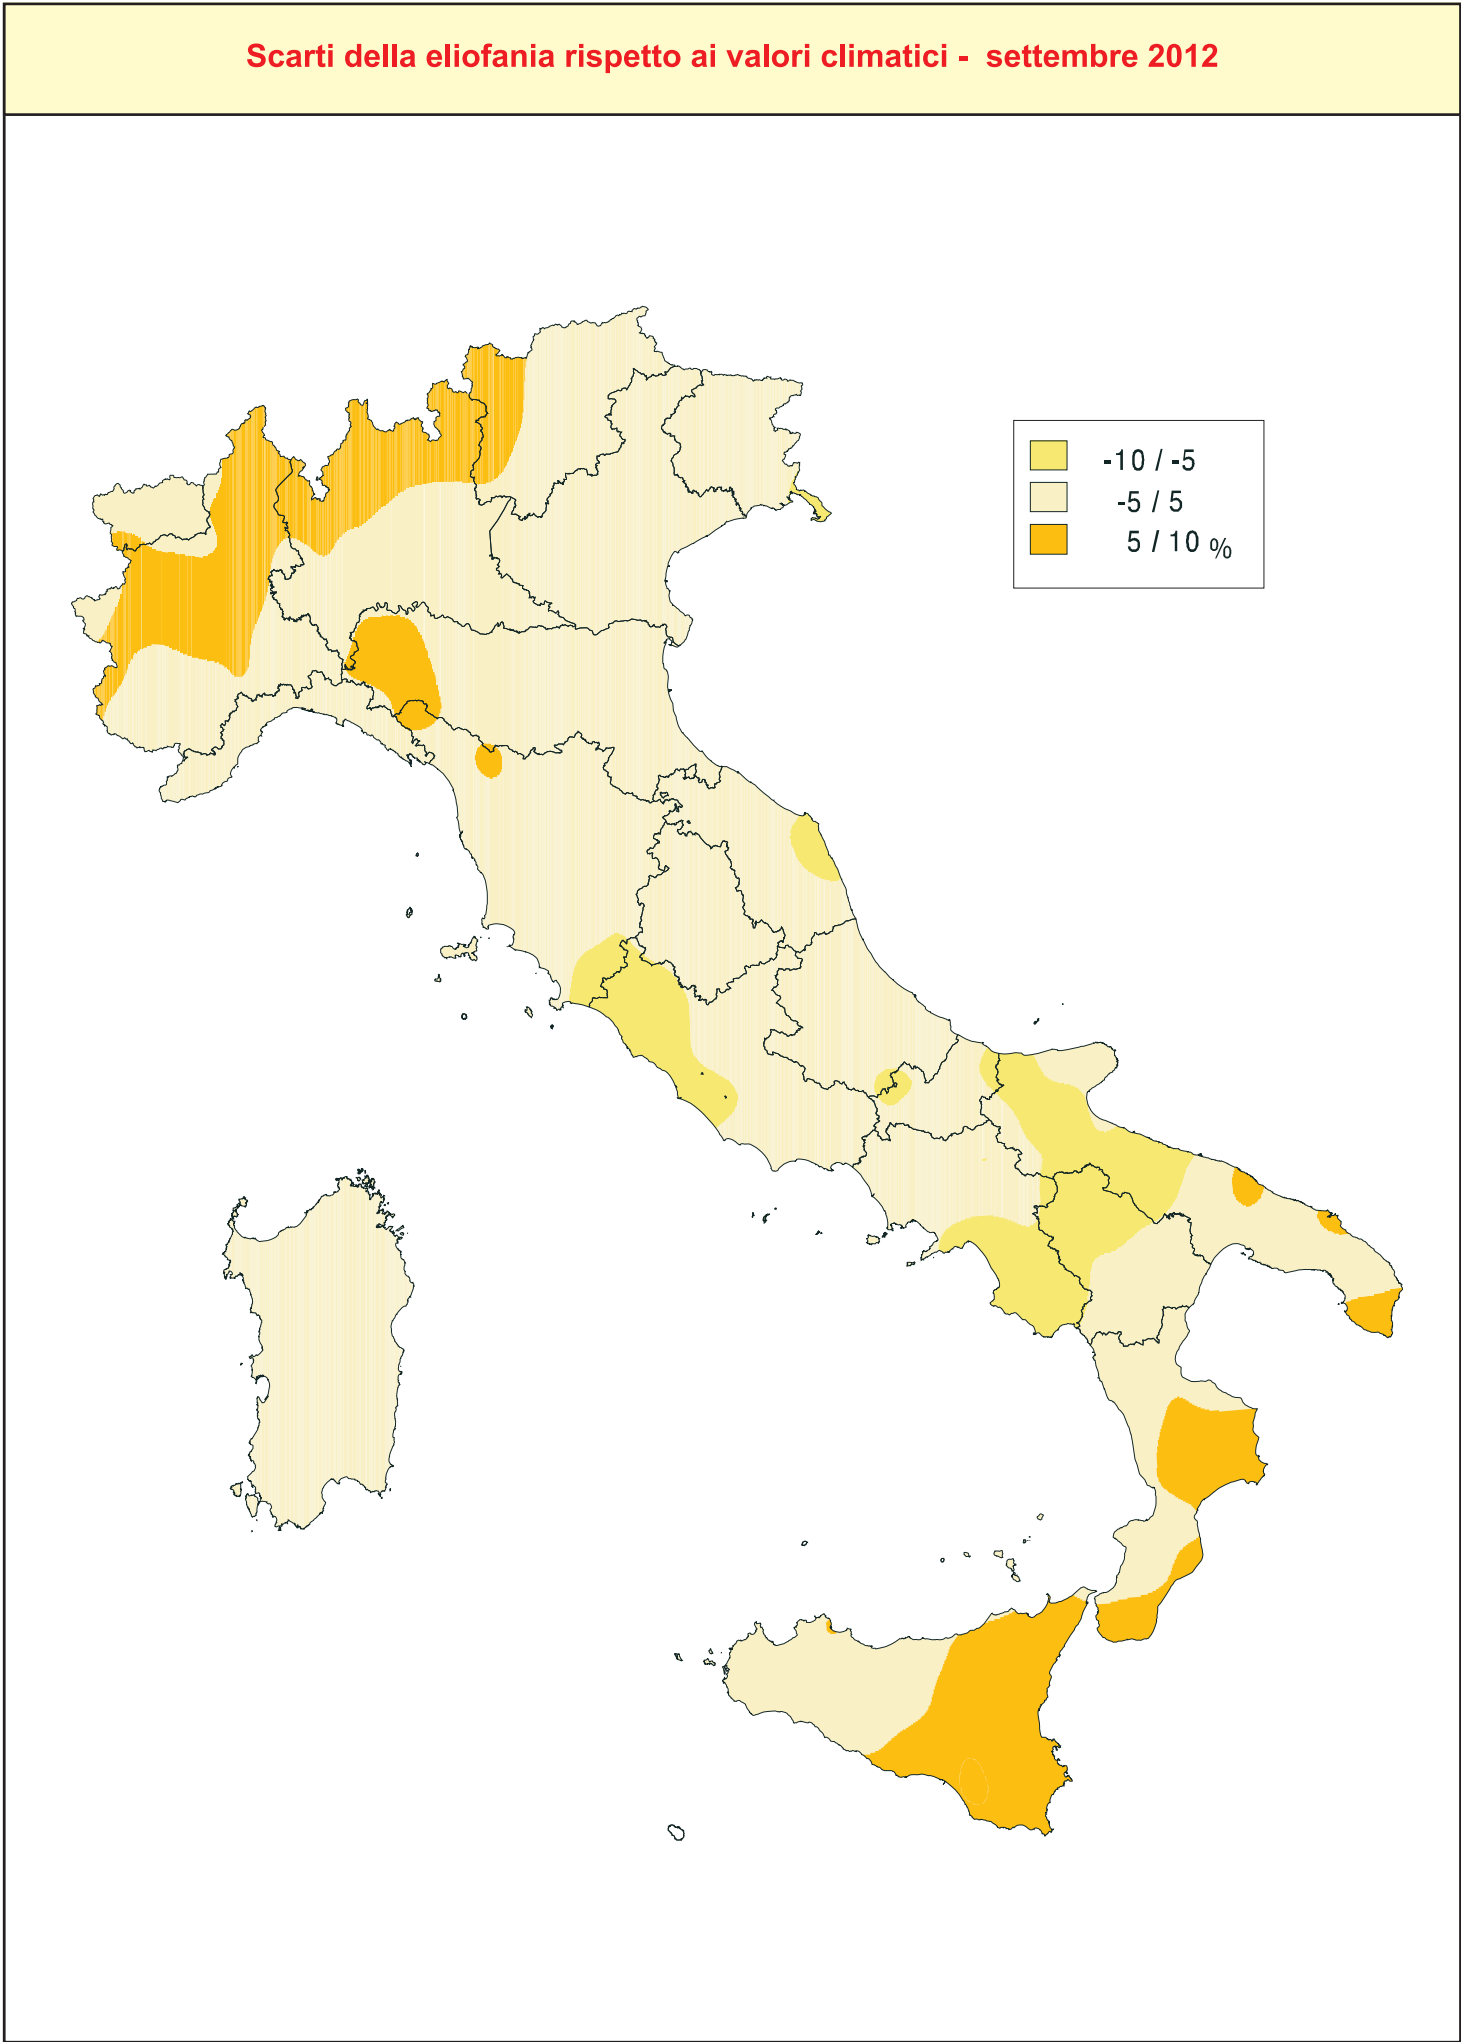 Scarti della eliofania rispetto ai valori climatici - settembre 2012
-10 / -5
-5 / 5
5 / 10 %